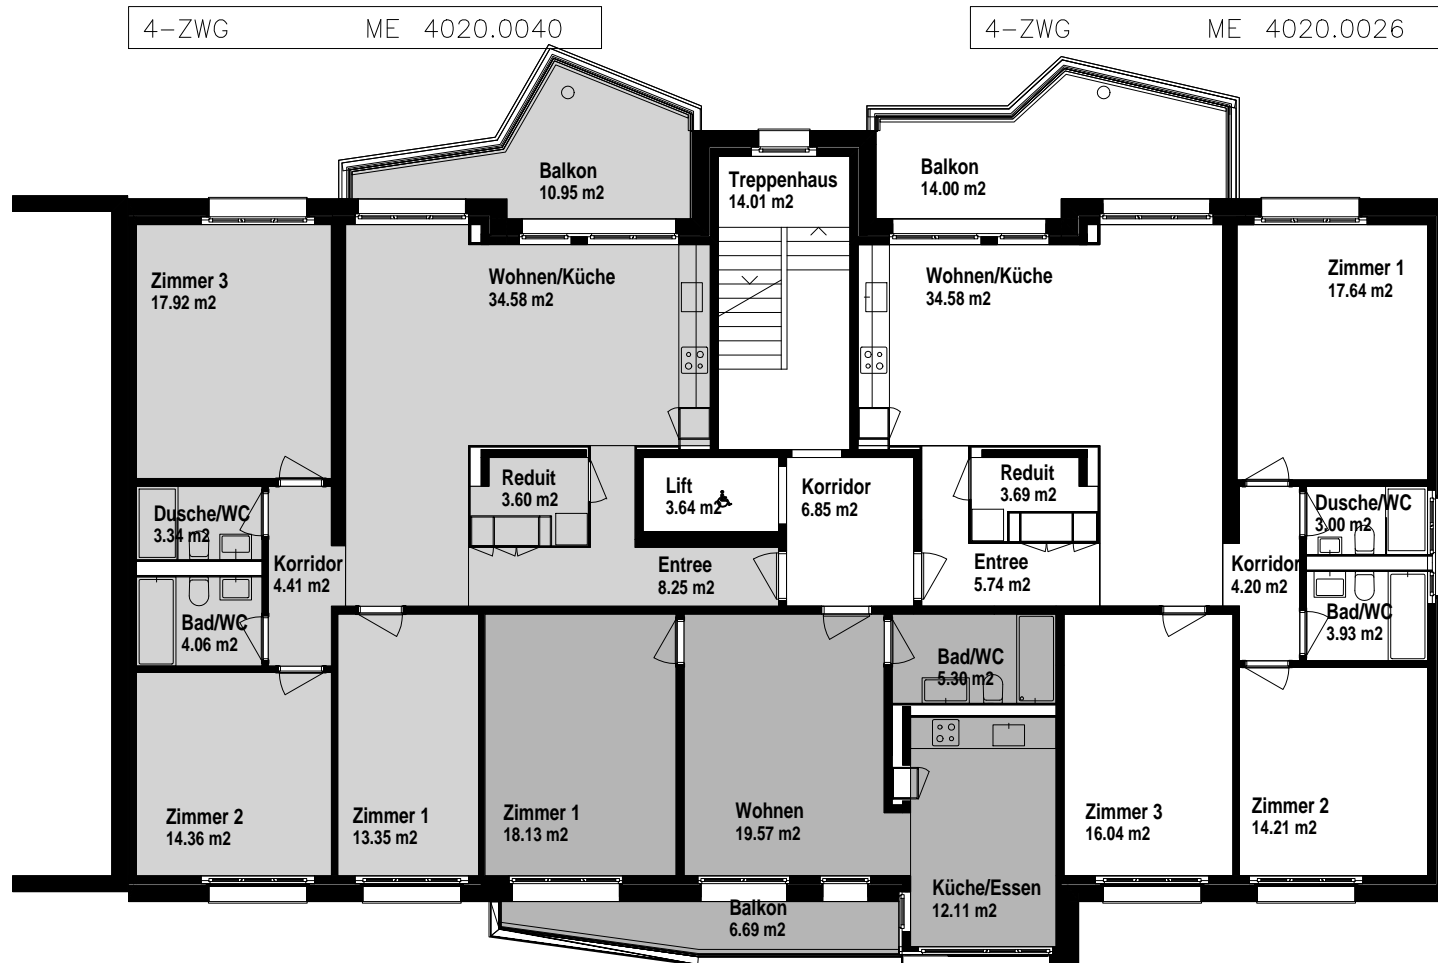 4-ZWG ME 4020.0040
4-ZWG ME 4020.0026
Balkon
10.95 m2
Treppenhaus
14.01 m2
Balkon
14.00 m2
Zimmer 3
17.92 m2
Wohnen/Küche
34.58 m2
Wohnen/Küche
34.58 m2
Zimmer 1
17.64 m2
Reduit
3.60 m2
Lift
3.64 m2
Korridor
6.85 m2
Reduit
3.69 m2
Dusche/WC
3.34 m2
Dusche/WC
3.00 m2
Korridor
4.41 m2
Entree
8.25 m2
Entree
5.74 m2
Korridor
4.20 m2
Bad/WC
4.06 m2
Bad/WC
5.30 m2
Bad/WC
3.93 m2
Zimmer 2
14.36 m2
Zimmer 1
13.35 m2
Zimmer 1
18.13 m2
Wohnen
19.57 m2
Zimmer 3
16.04 m2
Zimmer 2
14.21 m2
Küche/Essen
12.11 m2
Balkon
6.69 m2